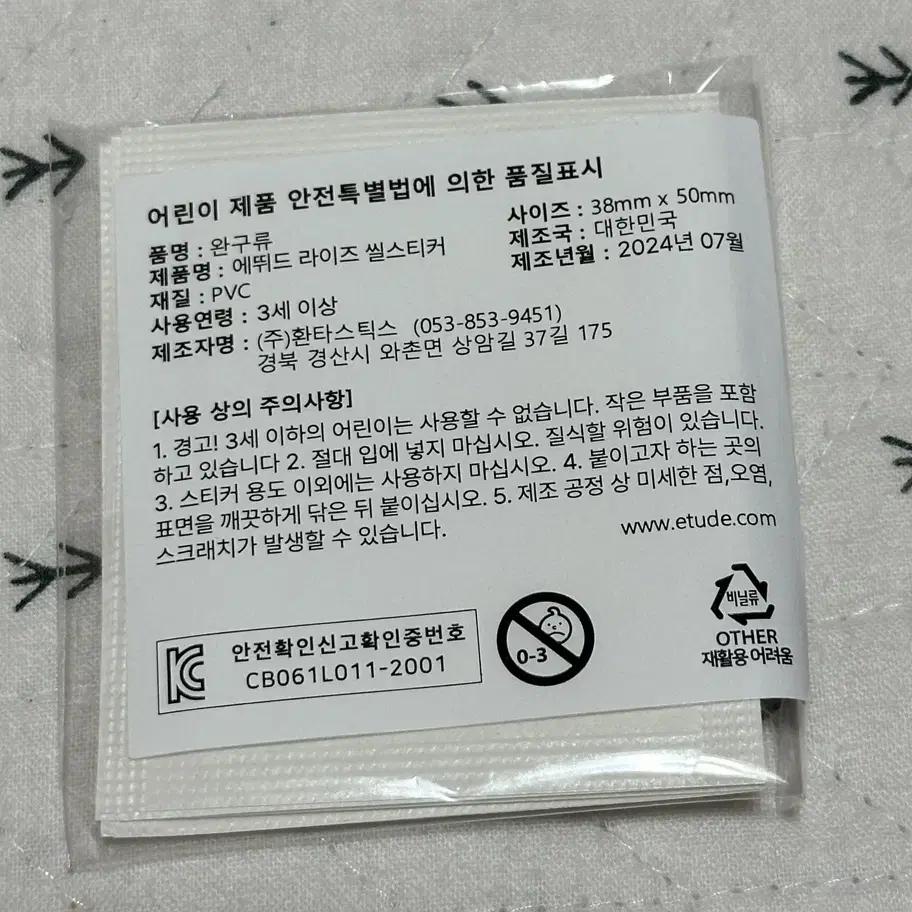 어린이 제품 안전특별법에 의한 품질표시
품명 : 완구류
제품명 : 에뛰드 라이즈 씰스티커
재질 : PVC
사용연령 : 3세 이상
제조자명 : (주)환타스틱스 (053-853-9451)
경북 경산시 와촌면 상암길 37길 175
사이즈 : 38mm x 50mm
제조국 : 대한민국
제조년월 : 2024년 07월
[사용 상의 주의사항]
1. 경고! 3세 이하의 어린이는 사용할 수 없습니다. 작은 부품을 포함
하고 있습니다 2. 절대 입에 넣지 마십시오. 질식할 위험이 있습니다.
3. 스티커 용도 이외에는 사용하지 마십시오. 4. 붙이고자 하는 곳의
표면을 깨끗하게 닦은 뒤 붙이십시오. 5. 제조 공정 상 미세한 점,오염,
스크래치가 발생할 수 있습니다.
www.etude.com
KC
안전확인신고확인증번호
CB061L011-2001
0-3
비닐류
OTHER
재활용 어려움